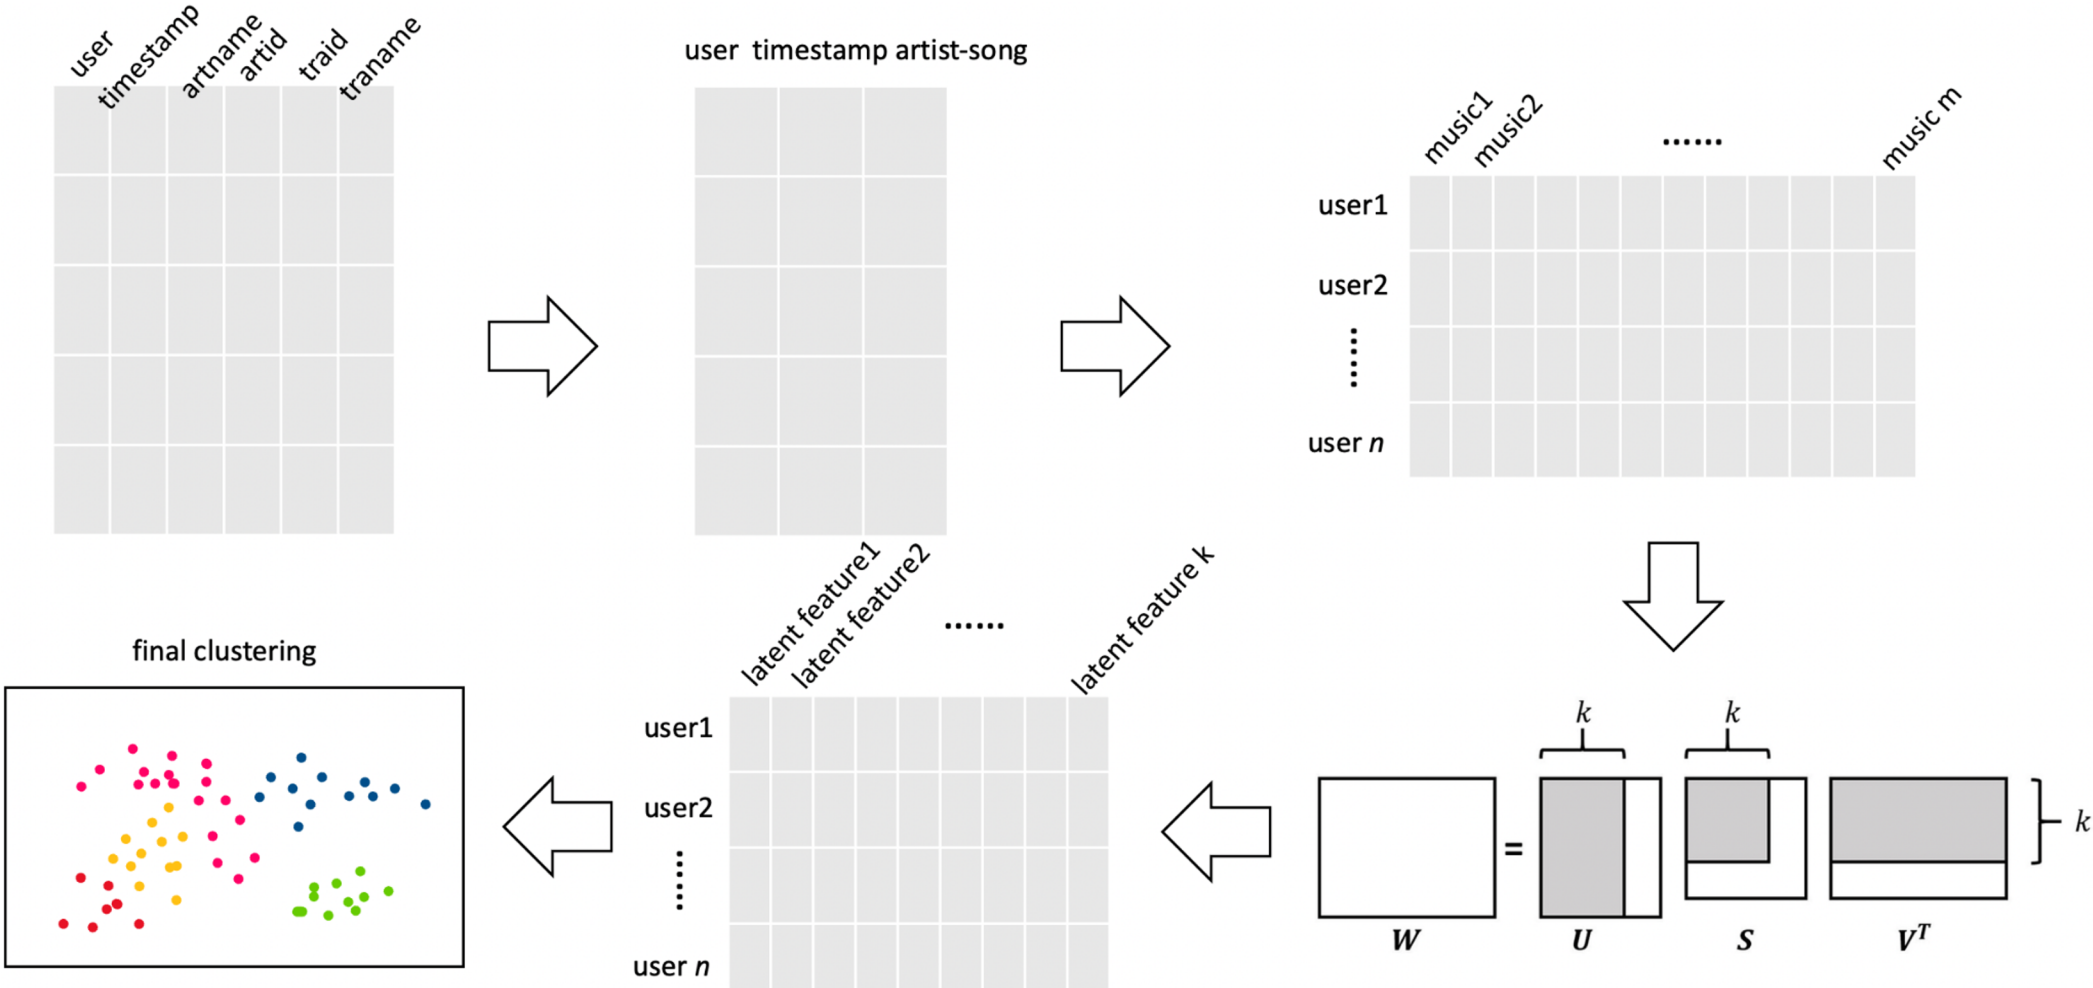 user
timestamp
artname
artid
traid
traname
user timestamp artist-song
music1
music2
......
music m
user1
user2
......
user n
k
k
k
W
=
U
S
V^T
latent feature1
latent feature2
......
latent feature k
user1
user2
......
user n
final clustering